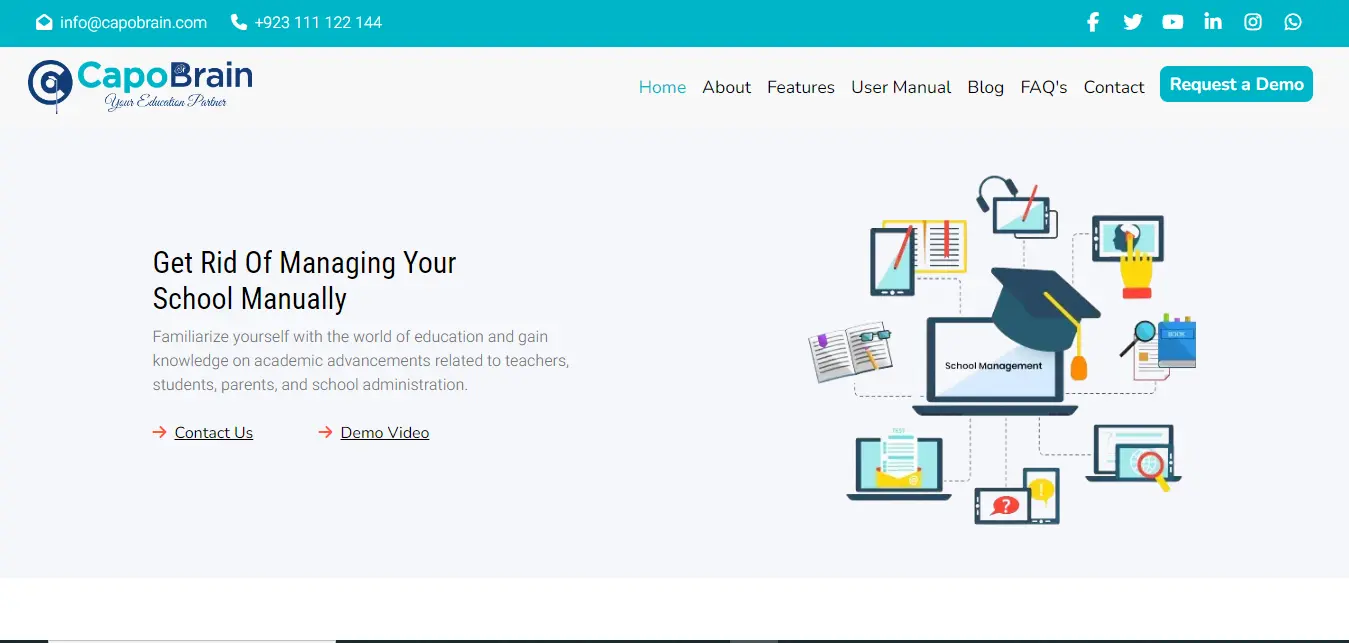 info@capobrain.com +923 111 122 144
CapoBrain
Your Education Partner
Home About Features User Manual Blog FAQ's Contact Request a Demo
Get Rid Of Managing Your
School Manually
Familiarize yourself with the world of education and gain
knowledge on academic advancements related to teachers,
students, parents, and school administration.
Contact Us Demo Video
BOOK
School Management
TEST